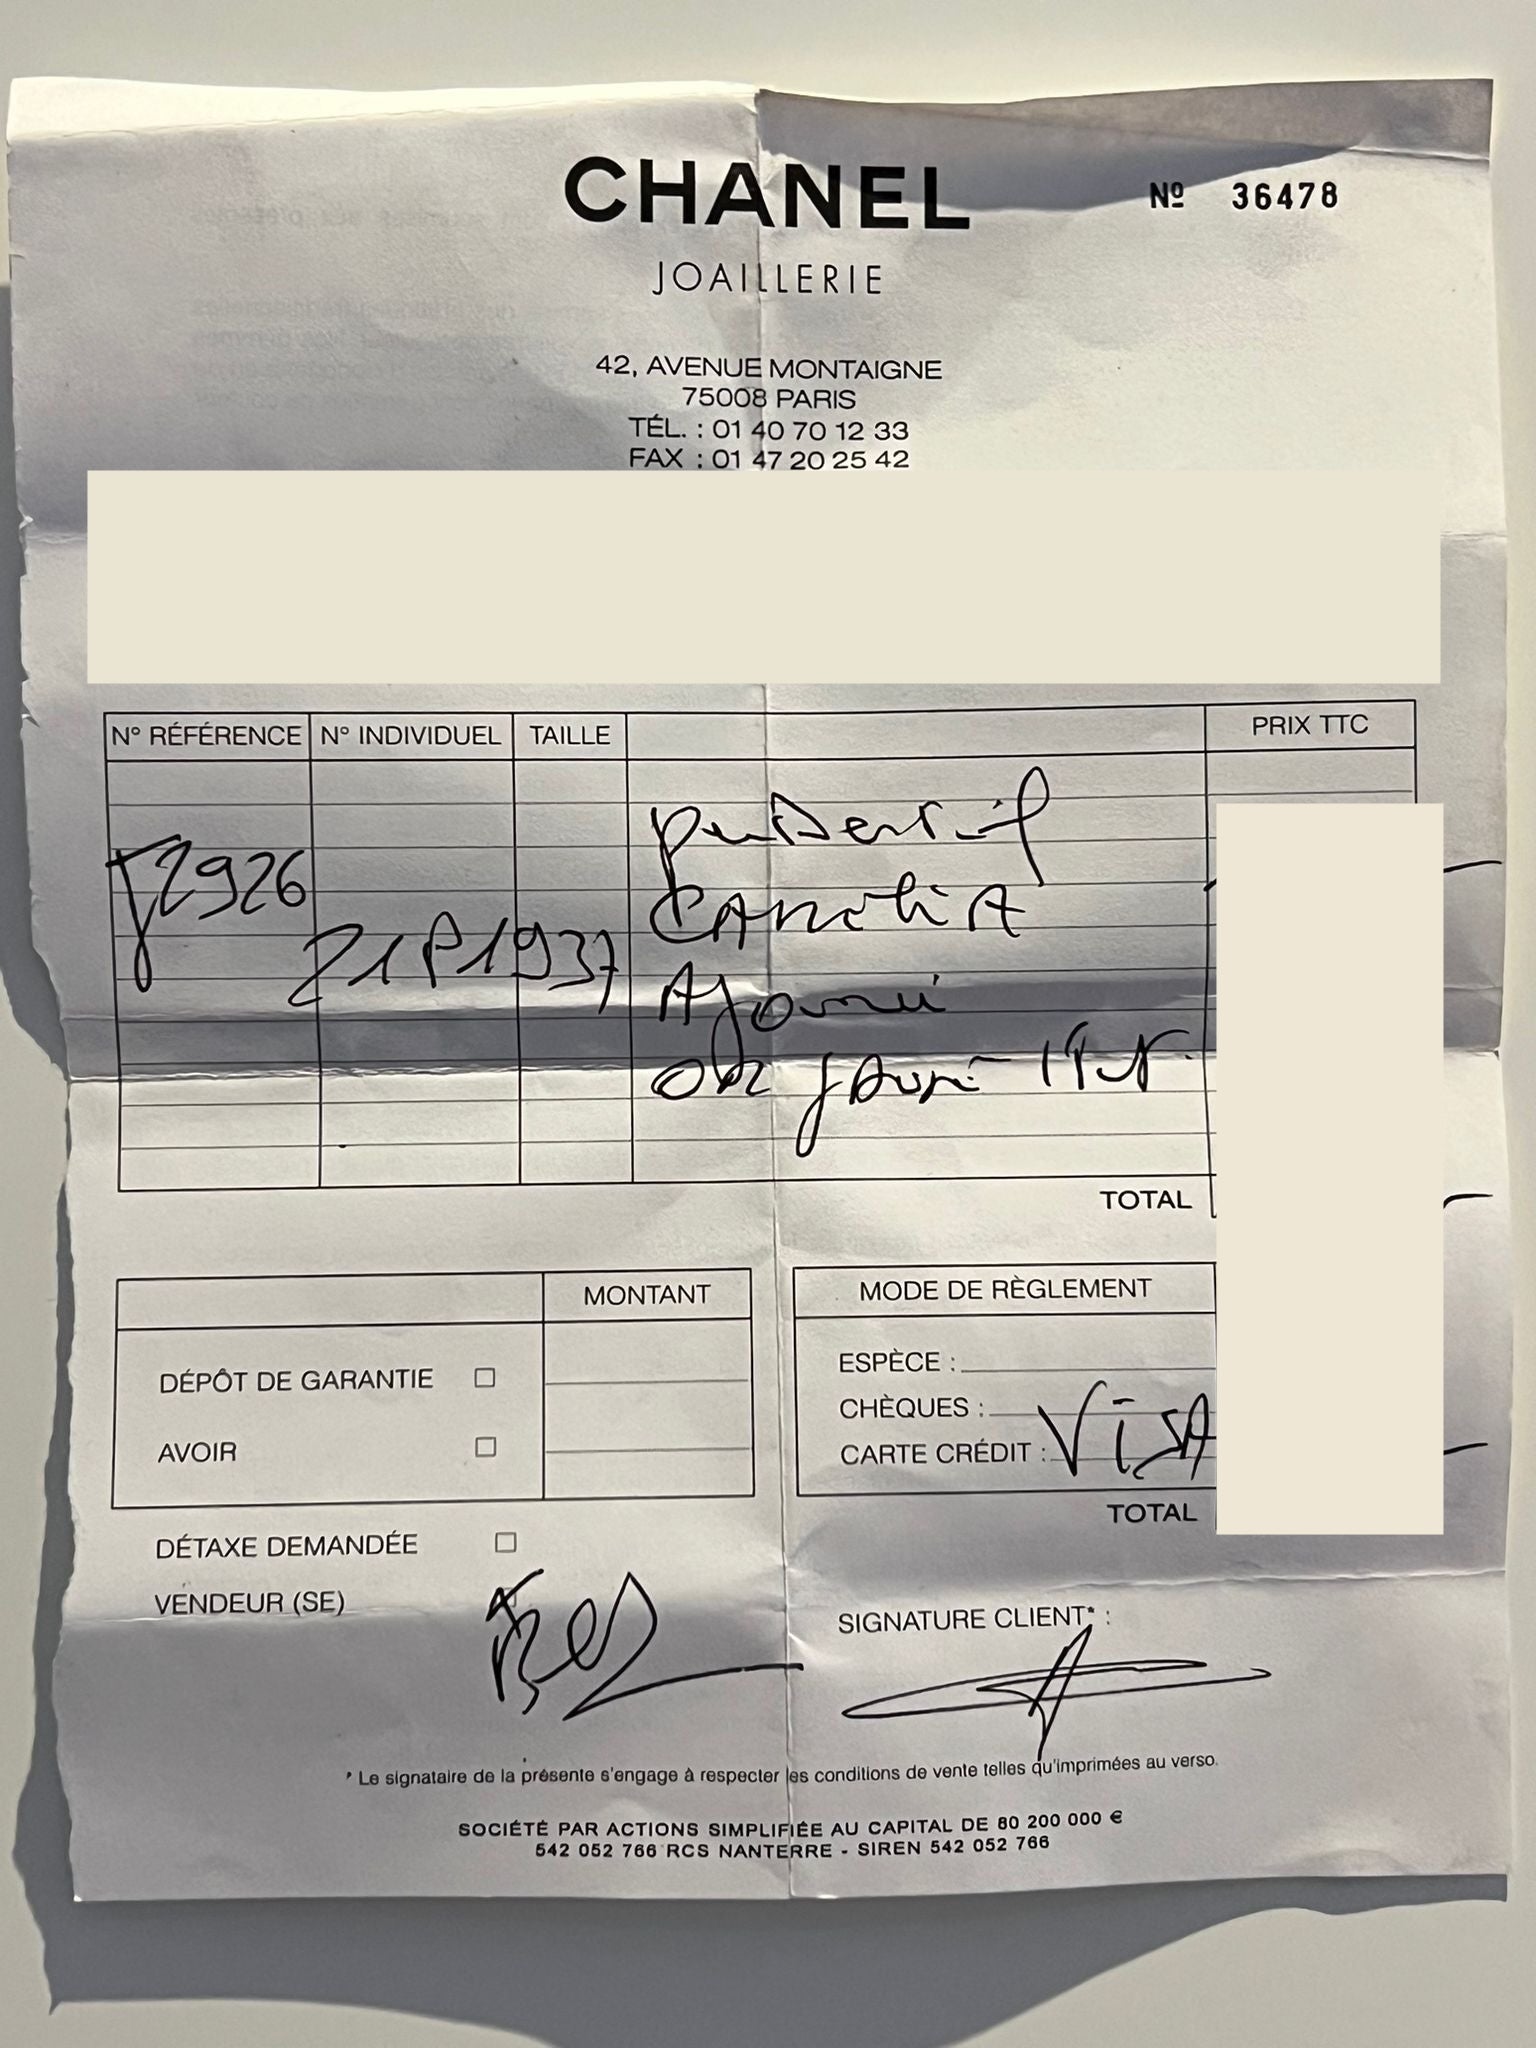 CHANEL
Nº 36478
JOAILLERIE
42, AVENUE MONTAIGNE
75008 PARIS
TÉL. : 01 40 70 12 33
FAX : 01 47 20 25 42
N° RÉFÉRENCE N° INDIVIDUEL TAILLE PRIX TTC
pendentif
J2926 CAmeliA
21P1937 Ajouré
OR jaune
TOTAL
MONTANT
DÉPÔT DE GARANTIE
AVOIR
MODE DE RÈGLEMENT
ESPÈCE :
CHÈQUES :
CARTE CRÉDIT : ViSA
TOTAL
DÉTAXE DEMANDÉE
VENDEUR (SE)
SIGNATURE CLIENT* :
* Le signataire de la présente s'engage à respecter les conditions de vente telles qu'imprimées au verso.
SOCIÉTÉ PAR ACTIONS SIMPLIFIÉE AU CAPITAL DE 80 200 000 €
542 052 766 RCS NANTERRE - SIREN 542 052 766